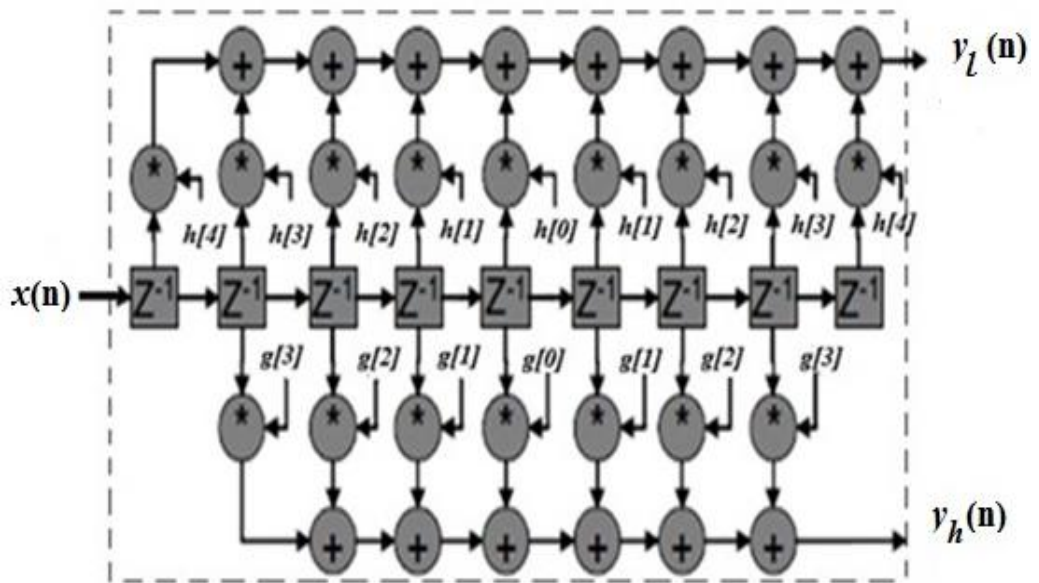 + + + + + + + + y_l (n)
* * * * * * * * *
h[4] h[3] h[2] h[1] h[0] h[1] h[2] h[3] h[4]
x(n) Z⁻¹ Z⁻¹ Z⁻¹ Z⁻¹ Z⁻¹ Z⁻¹ Z⁻¹ Z⁻¹ Z⁻¹
g[3] g[2] g[1] g[0] g[1] g[2] g[3]
* * * * * * *
+ + + + + + y_h(n)